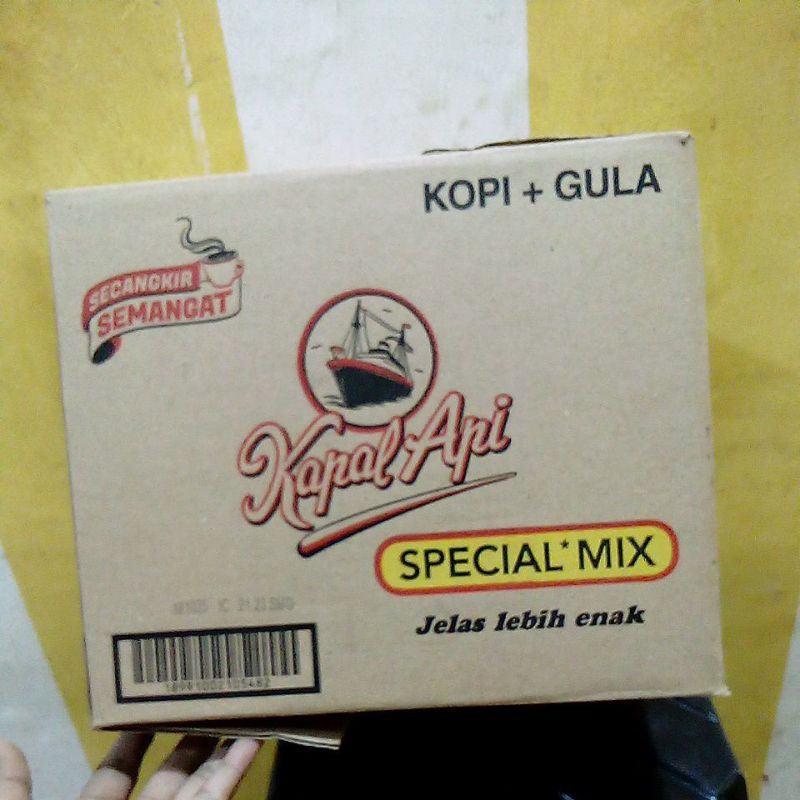 KOPI + GULA
SECANGKIR
SEMANGAT
Kapal Api
SPECIAL* MIX
Jelas lebih enak